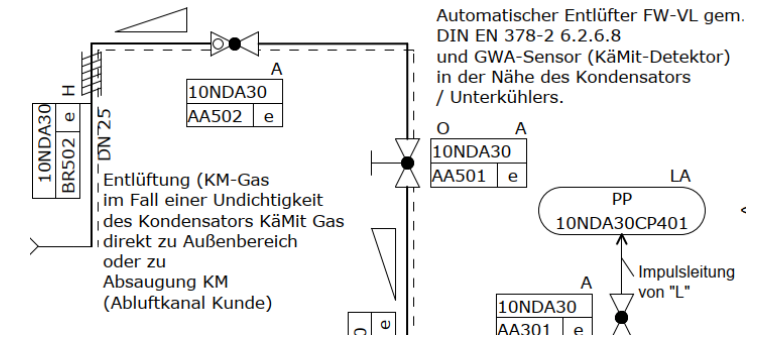 Automatischer Entlüfter FW-VL gem.
DIN EN 378-2 6.2.6.8
und GWA-Sensor (KäMit-Detektor)
in der Nähe des Kondensators
/ Unterkühlers.
A
10NDA30
AA502 e
H
10NDA30
BR502 e
DN 25
O A
10NDA30
AA501 e
Entlüftung (KM-Gas
im Fall einer Undichtigkeit
des Kondensators KäMit Gas
direkt zu Außenbereich
oder zu
Absaugung KM
(Abluftkanal Kunde)
LA
PP
10NDA30CP401
Impulsleitung
von "L"
A
10NDA30
AA301 e
e